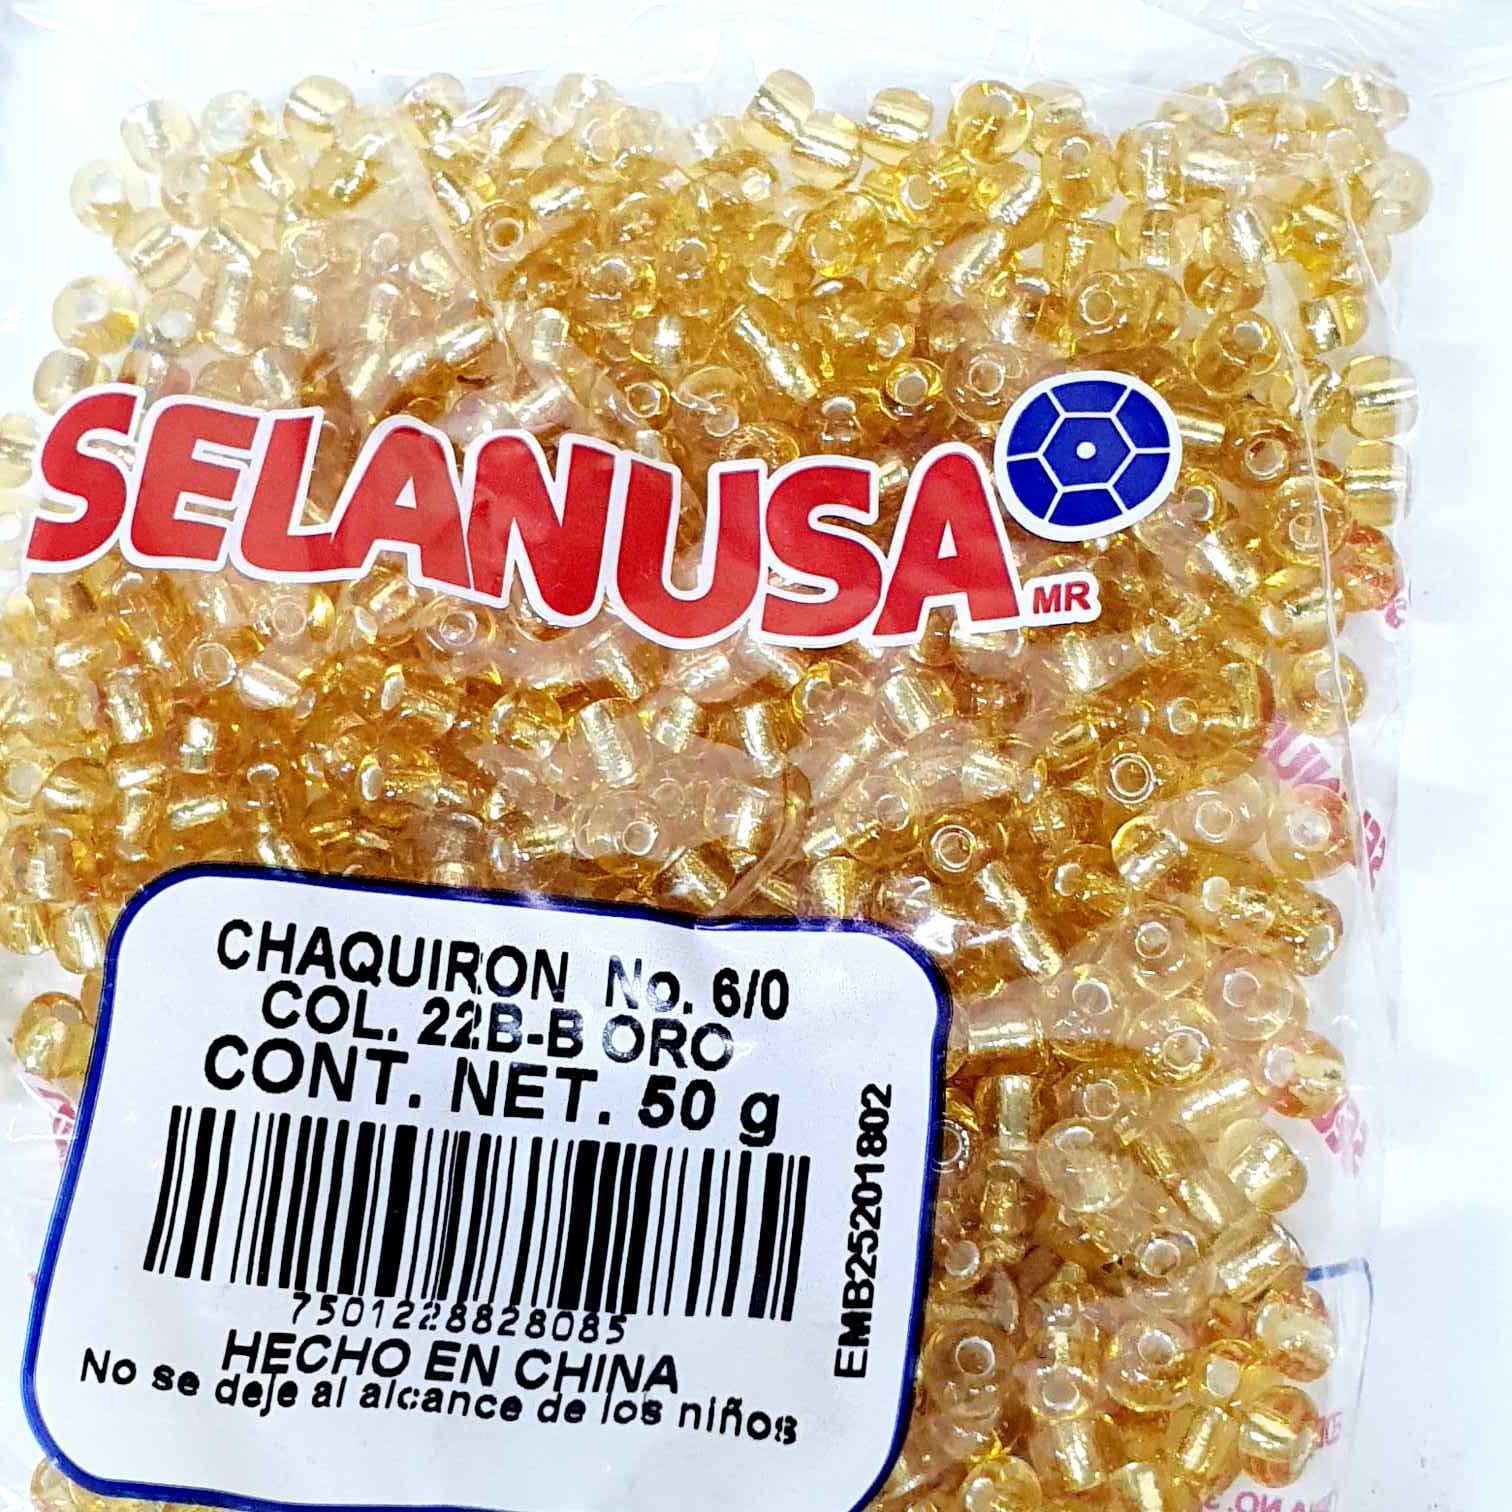 SELANUSA
MR
CHAQUIRON No. 6/0
COL. 22B-B ORO
CONT. NET. 50 g
7501228828085
HECHO EN CHINA
No se deje al alcance de los niños
EMB25201802